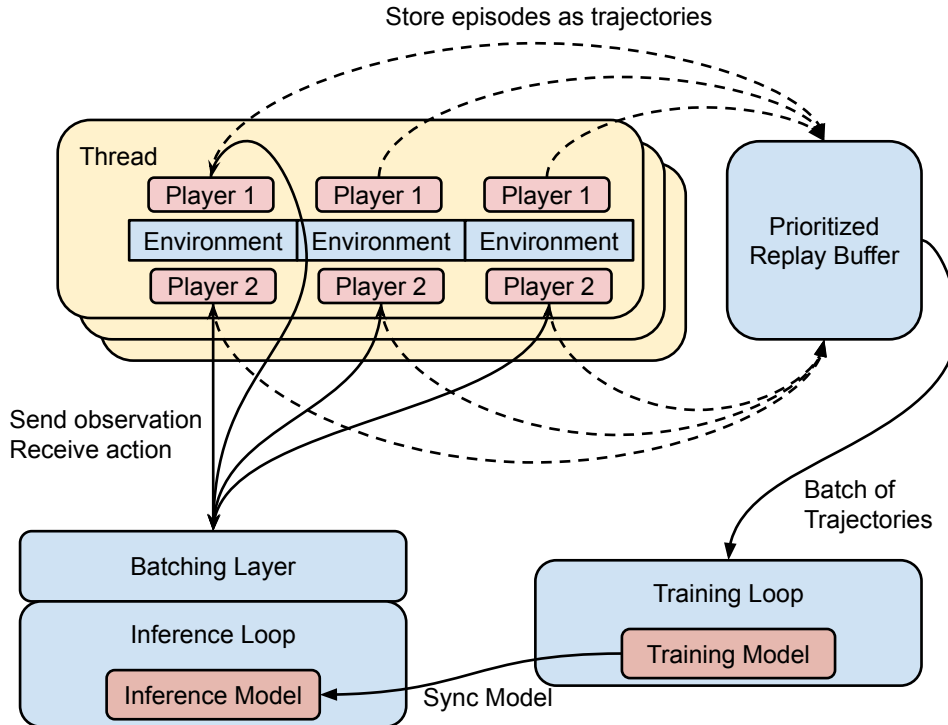 Store episodes as trajectories
Thread
Player 1
Player 1
Player 1
Environment
Environment
Environment
Player 2
Player 2
Player 2
Prioritized
Replay Buffer
Send observation
Receive action
Batch of
Trajectories
Batching Layer
Inference Loop
Inference Model
Sync Model
Training Loop
Training Model